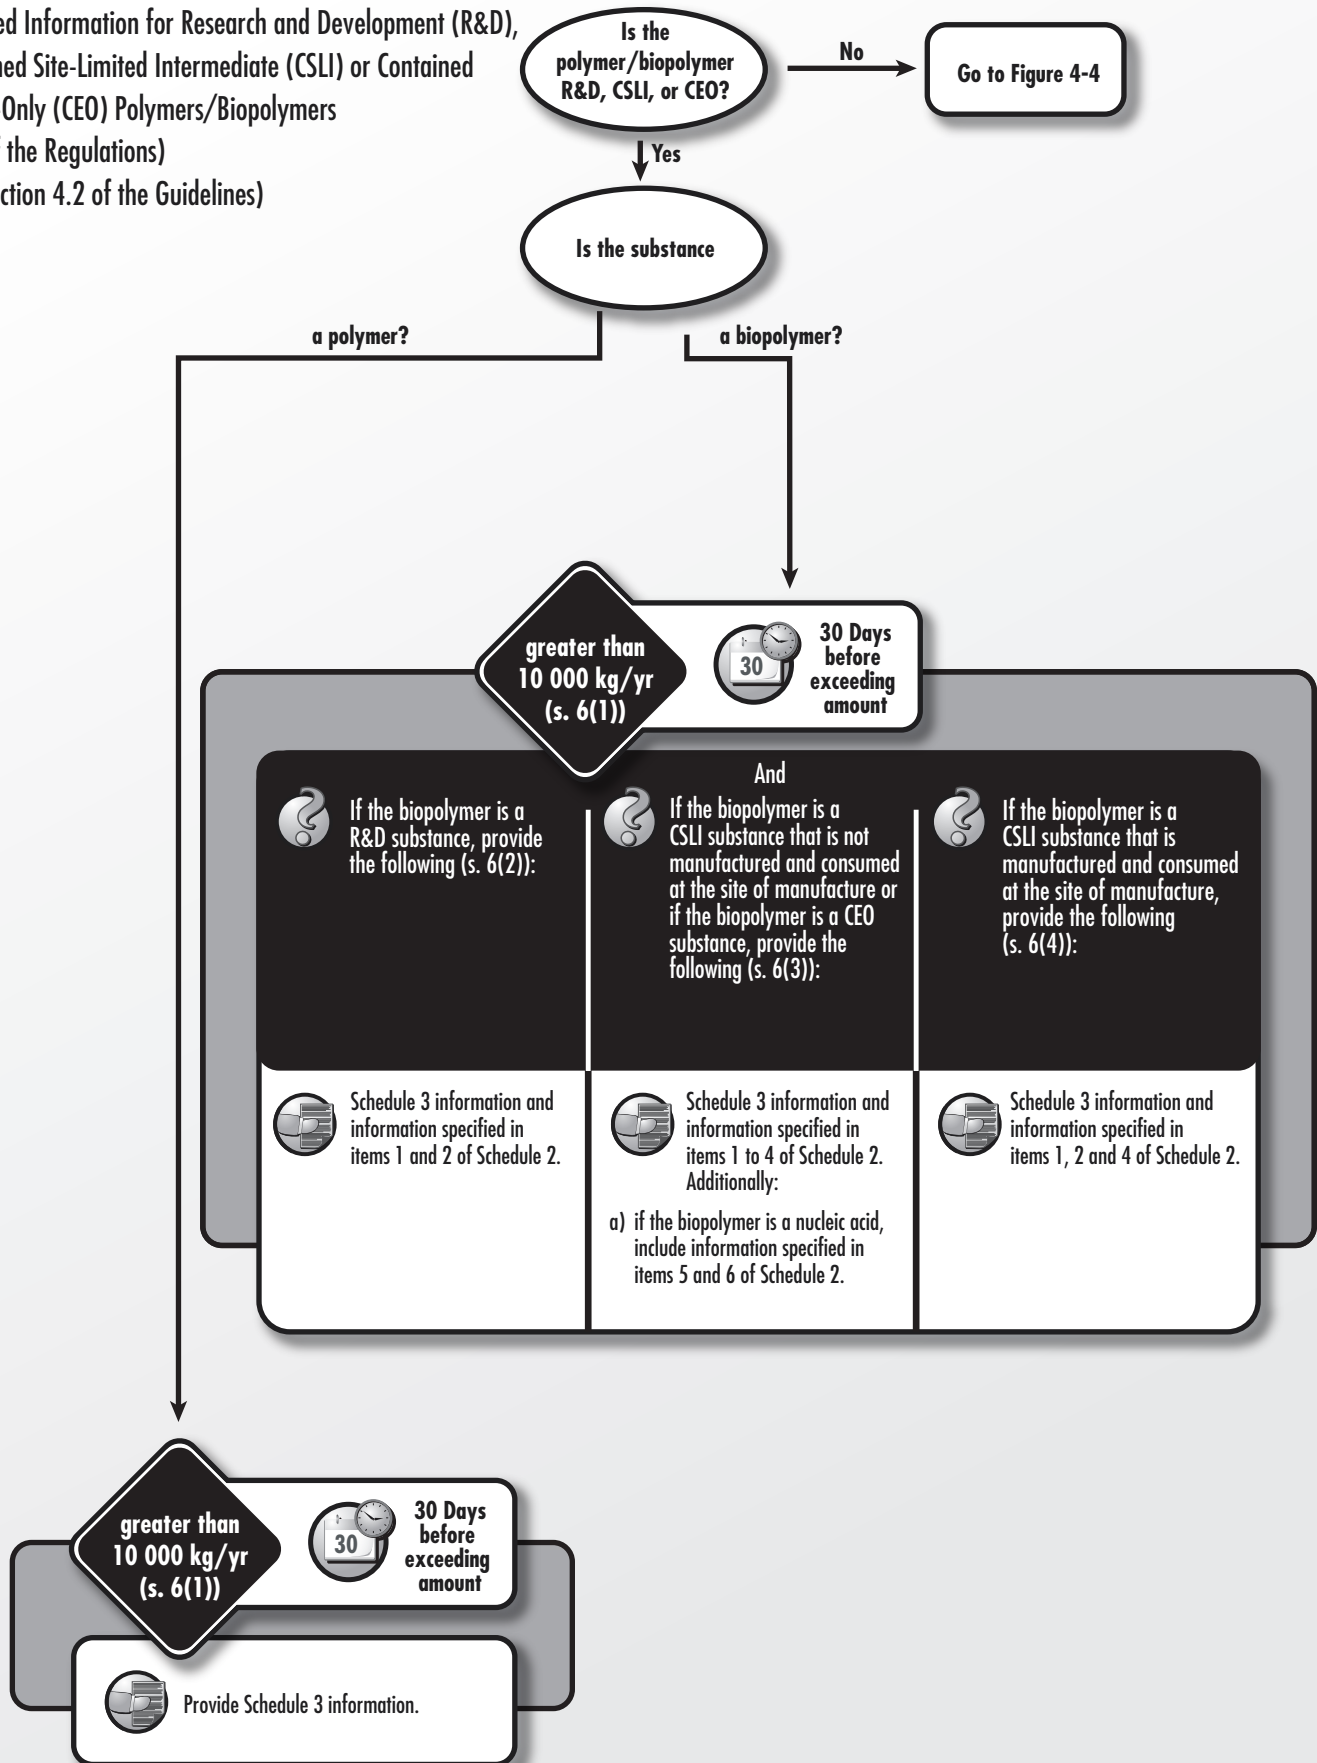 ed Information for Research and Development (R&D),
ned Site-Limited Intermediate (CSLI) or Contained
Only (CEO) Polymers/Biopolymers
the Regulations)
ction 4.2 of the Guidelines)
Is the
polymer/biopolymer
R&D, CSLI, or CEO?
No
Go to Figure 4-4
Yes
Is the substance
a polymer?
a biopolymer?
greater than
10 000 kg/yr
(s. 6(1))
30
30 Days
before
exceeding
amount
And
If the biopolymer is a
R&D substance, provide
the following (s. 6(2)):
If the biopolymer is a
CSLI substance that is not
manufactured and consumed
at the site of manufacture or
if the biopolymer is a CEO
substance, provide the
following (s. 6(3)):
If the biopolymer is a
CSLI substance that is
manufactured and consumed
at the site of manufacture,
provide the following
(s. 6(4)):
Schedule 3 information and
information specified in
items 1 and 2 of Schedule 2.
Schedule 3 information and
information specified in
items 1 to 4 of Schedule 2.
Additionally:
a) if the biopolymer is a nucleic acid,
include information specified in
items 5 and 6 of Schedule 2.
Schedule 3 information and
information specified in
items 1, 2 and 4 of Schedule 2.
greater than
10 000 kg/yr
(s. 6(1))
30
30 Days
before
exceeding
amount
Provide Schedule 3 information.